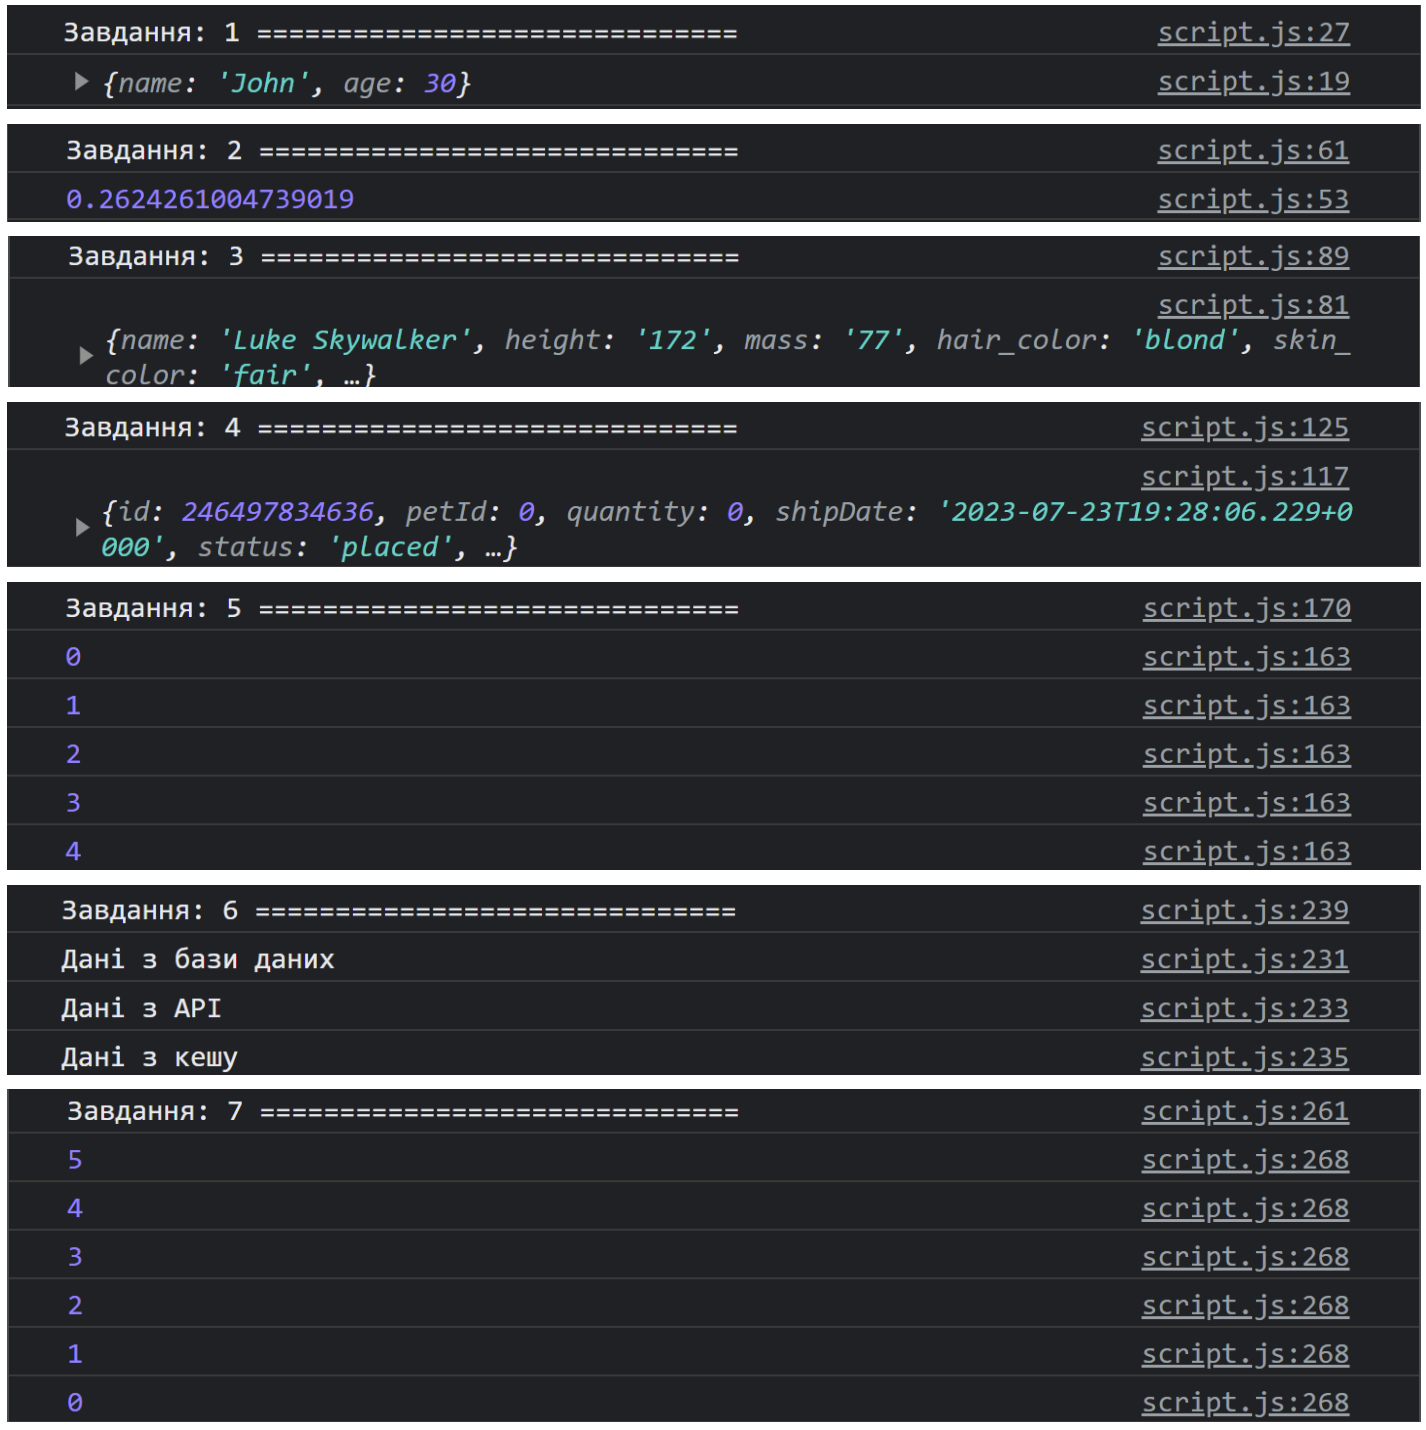 Завдання: 1 ============================== script.js:27
{name: 'John', age: 30} script.js:19
Завдання: 2 ============================== script.js:61
0.2624261004739019 script.js:53
Завдання: 3 ============================== script.js:89
script.js:81
{name: 'Luke Skywalker', height: '172', mass: '77', hair_color: 'blond', skin_
color: 'fair', …}
Завдання: 4 ============================== script.js:125
script.js:117
{id: 246497834636, petId: 0, quantity: 0, shipDate: '2023-07-23T19:28:06.229+0
000', status: 'placed', …}
Завдання: 5 ============================== script.js:170
0 script.js:163
1 script.js:163
2 script.js:163
3 script.js:163
4 script.js:163
Завдання: 6 ============================== script.js:239
Дані з бази даних script.js:231
Дані з API script.js:233
Дані з кешу script.js:235
Завдання: 7 ============================== script.js:261
5 script.js:268
4 script.js:268
3 script.js:268
2 script.js:268
1 script.js:268
0 script.js:268